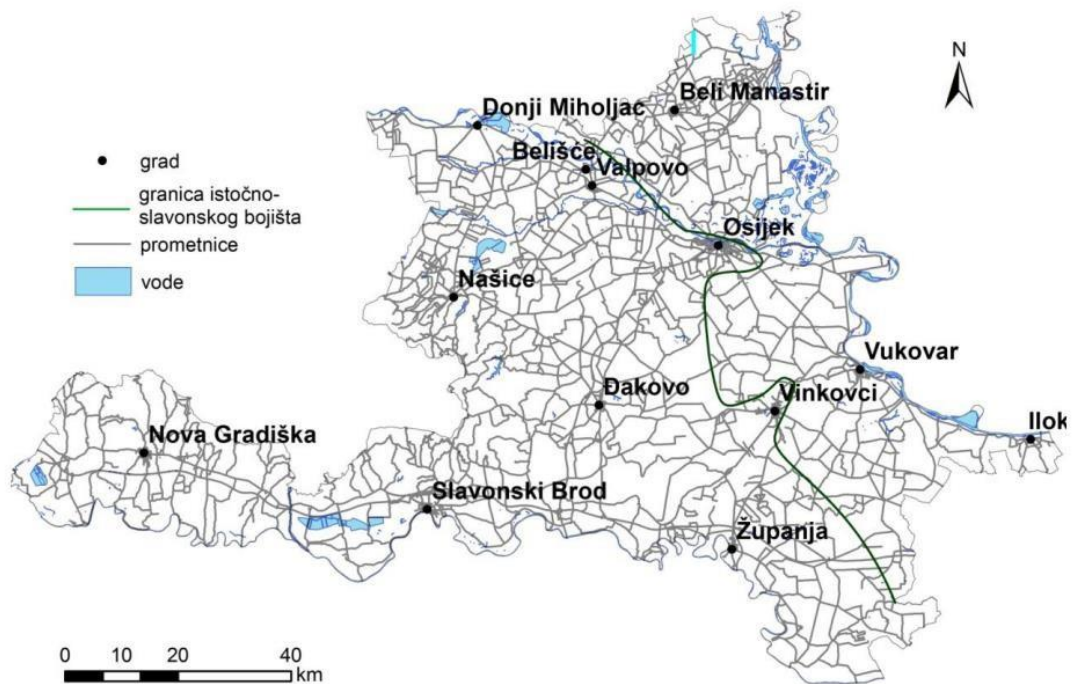 N
Beli Manastir
Donji Miholjac
Belišće
Valpovo
grad
granica istočno-
slavonskog bojišta
prometnice
vode
Osijek
Našice
Vukovar
Đakovo
Vinkovci
Ilok
Nova Gradiška
Slavonski Brod
Županja
0 10 20 40
km